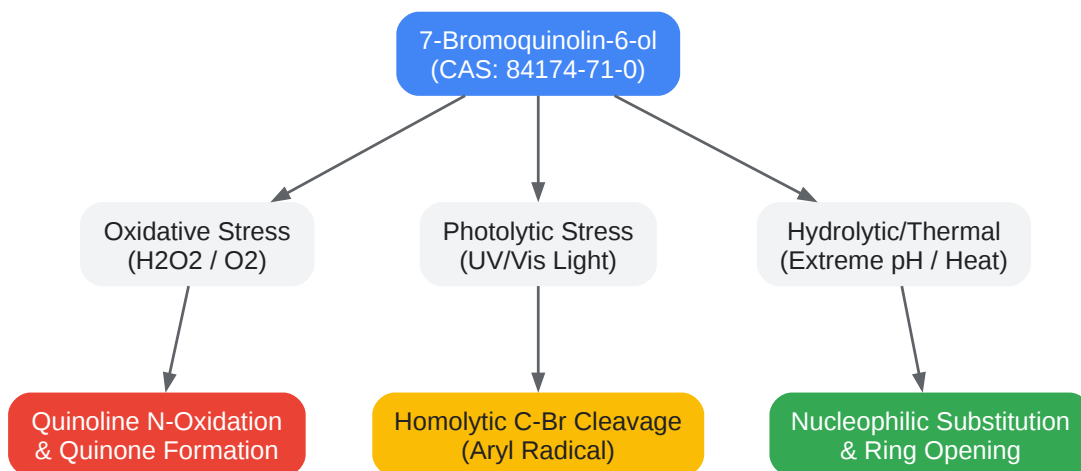 7-Bromoquinolin-6-ol
(CAS: 84174-71-0)
Oxidative Stress
(H2O2 / O2)
Photolytic Stress
(UV/Vis Light)
Hydrolytic/Thermal
(Extreme pH / Heat)
Quinoline N-Oxidation
& Quinone Formation
Homolytic C-Br Cleavage
(Aryl Radical)
Nucleophilic Substitution
& Ring Opening